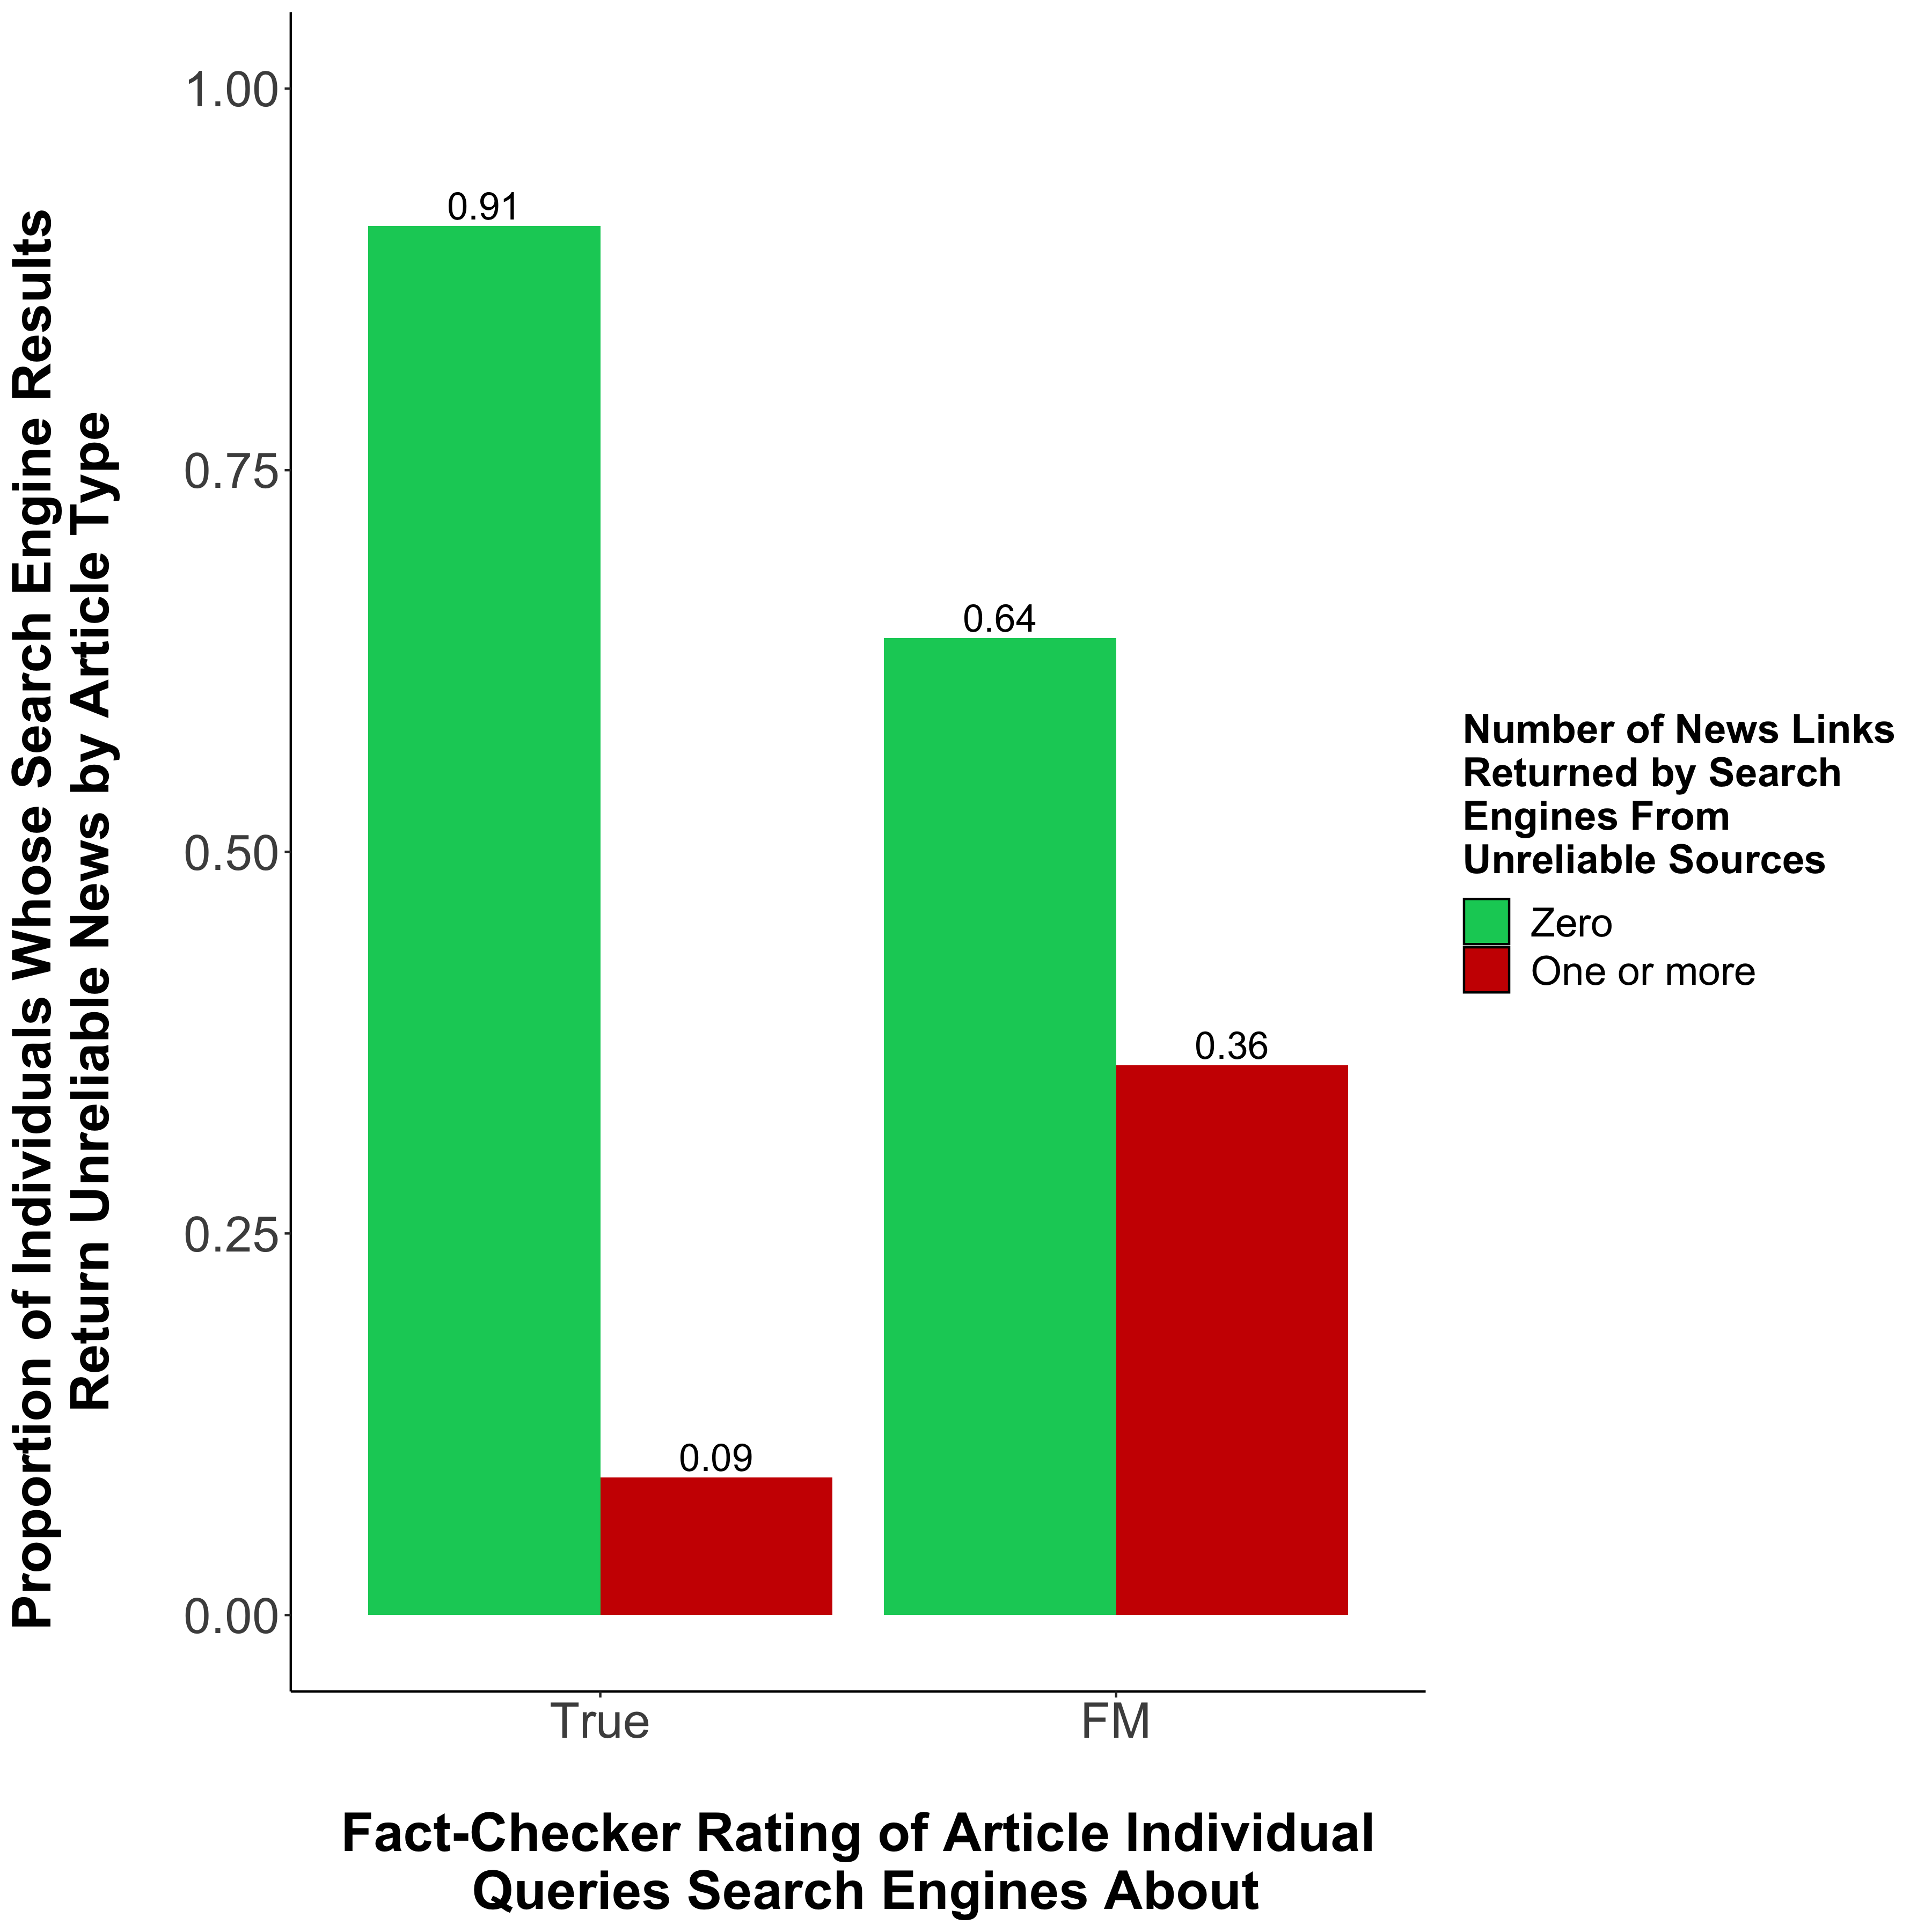 Proportion of Individuals Whose Search Engine Results
Return Unreliable News by Article Type
1.00
0.75
0.50
0.25
0.00
0.91
0.09
0.64
0.36
True
FM
Fact-Checker Rating of Article Individual
Queries Search Engines About
Number of News Links
Returned by Search
Engines From
Unreliable Sources
Zero
One or more